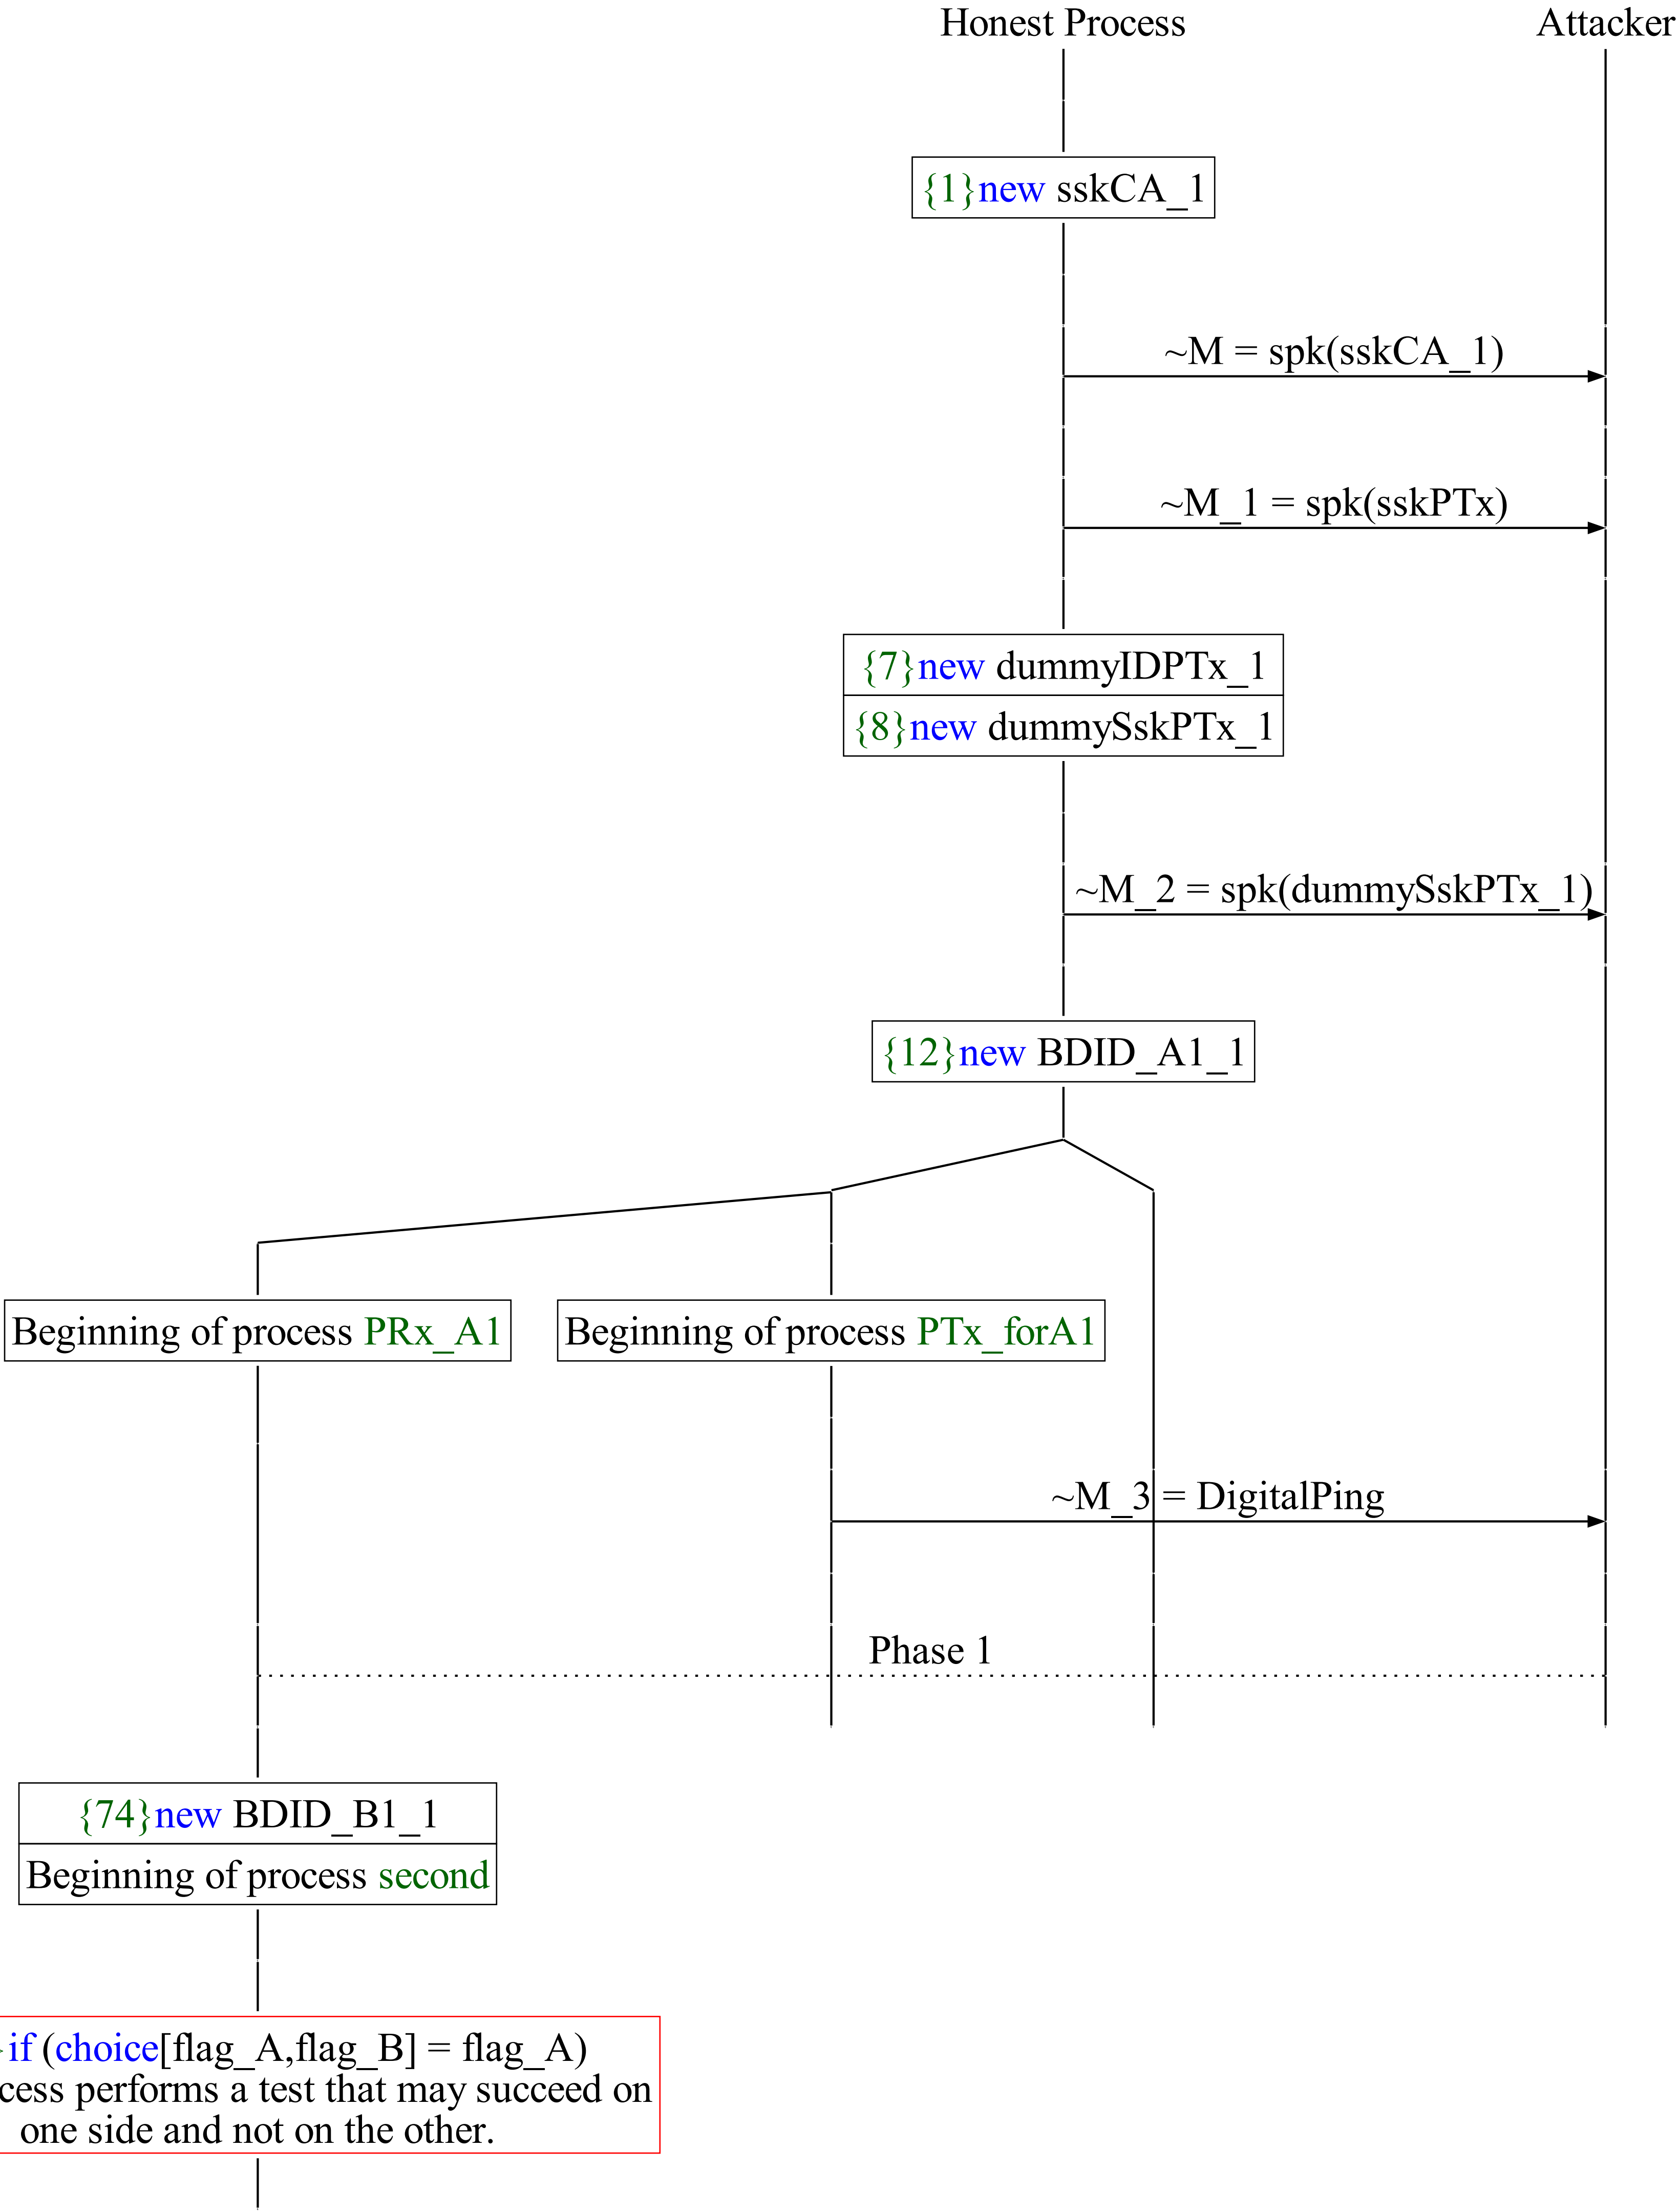 Honest Process
Attacker
{1}new sskCA_1
~M = spk(sskCA_1)
~M_1 = spk(sskPTx)
{7}new dummyIDPTx_1
{8}new dummySskPTx_1
~M_2 = spk(dummySskPTx_1)
{12}new BDID_A1_1
Beginning of process PRx_A1
Beginning of process PTx_forA1
~M_3 = DigitalPing
Phase 1
{74}new BDID_B1_1
Beginning of process second
if (choice[flag_A,flag_B] = flag_A)
cess performs a test that may succeed on
one side and not on the other.